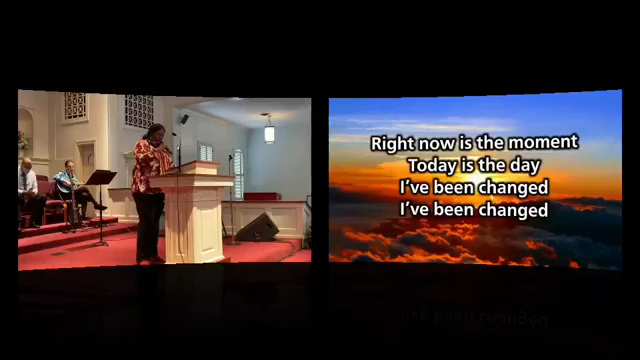 Right now is the moment
Today is the day
I've been changed
I've been changed